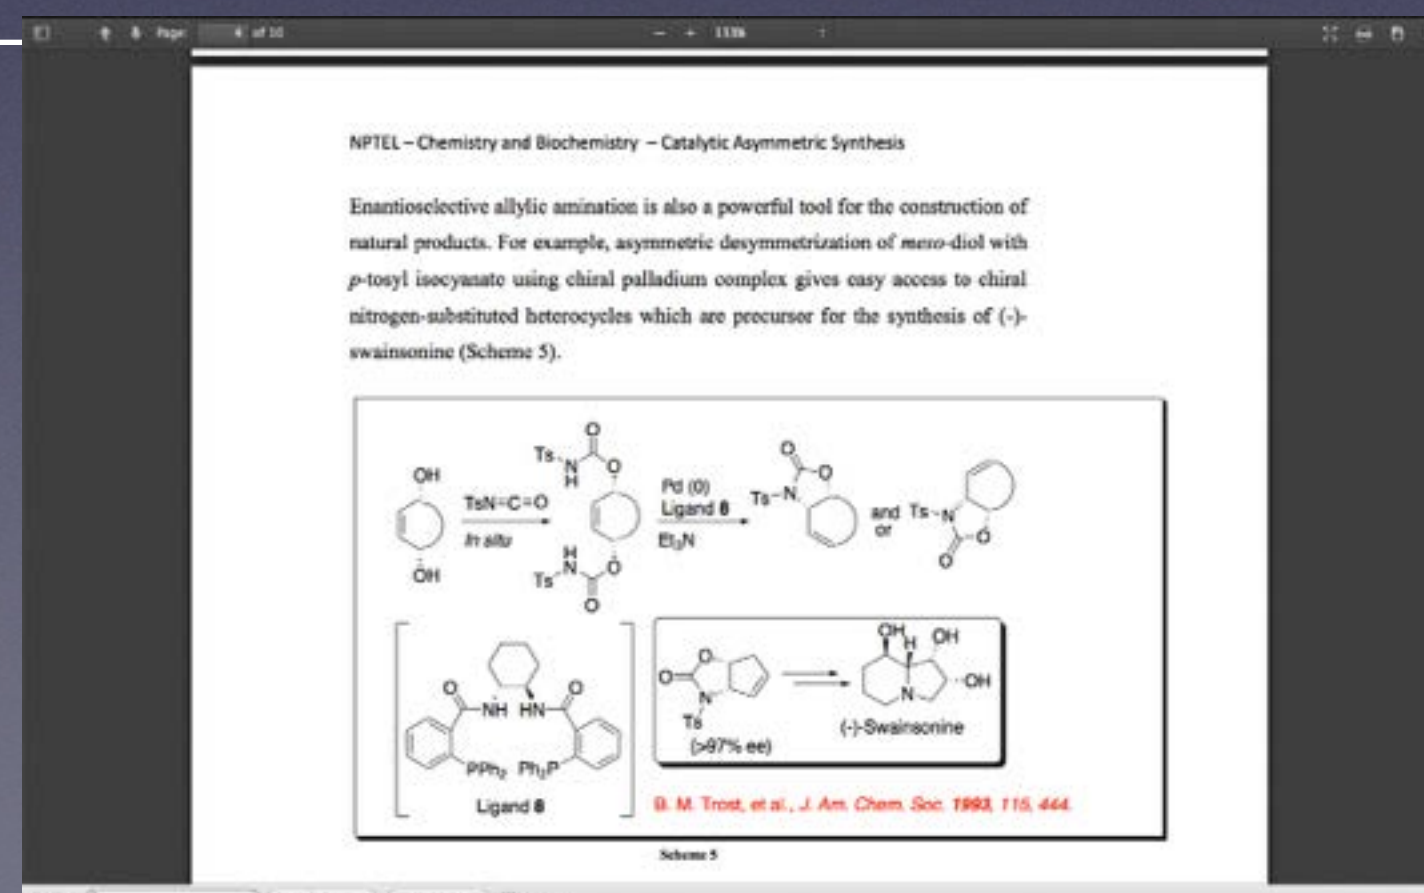 Page: 4 of 10
NPTEL – Chemistry and Biochemistry – Catalytic Asymmetric Synthesis
Enantioselective allylic amination is also a powerful tool for the construction of
natural products. For example, asymmetric desymmetrization of meso-diol with
p-tosyl isocyanate using chiral palladium complex gives easy access to chiral
nitrogen-substituted heterocycles which are precursor for the synthesis of (-)-
swainsonine (Scheme 5).
OH
OH
TsN=C=O
In situ
Ts N H O O
Ts N H O O
Pd (0)
Ligand 8
Et3N
O O Ts-N
and
or
Ts-N O O
O NH HN O
PPh2 Ph2P
Ligand 8
O O N
Ts
(>97% ee)
OH H OH
N OH
(-)-Swainsonine
B. M. Trost, et al., J. Am. Chem. Soc. 1993, 115, 444.
Scheme 5